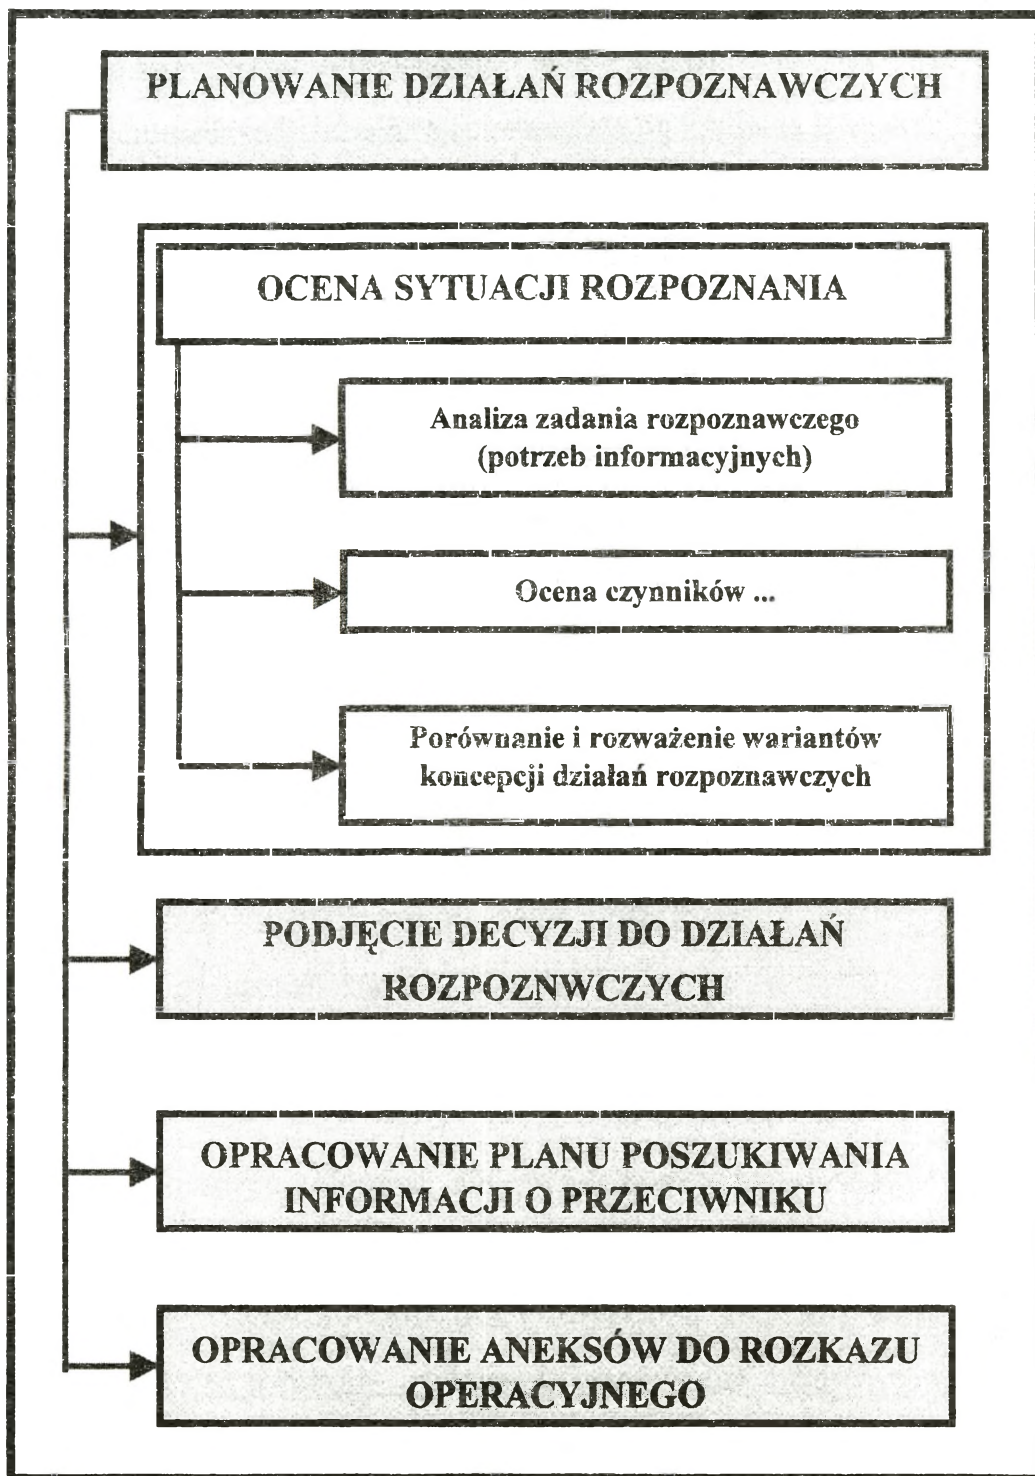 PLANOWANIE DZIAŁAŃ ROZPOZNAWCZYCH
OCENA SYTUACJI ROZPOZNANIA
Analiza zadania rozpoznawczego
(potrzeb informacyjnych)
Ocena czynników ...
Porównanie i rozważenie wariantów
koncepcji działań rozpoznawczych
PODJĘCIE DECYZJI DO DZIAŁAŃ
ROZPOZNWCZYCH
OPRACOWANIE PLANU POSZUKIWANIA
INFORMACJI O PRZECIWNIKU
OPRACOWANIE ANEKSÓW DO ROZKAZU
OPERACYJNEGO